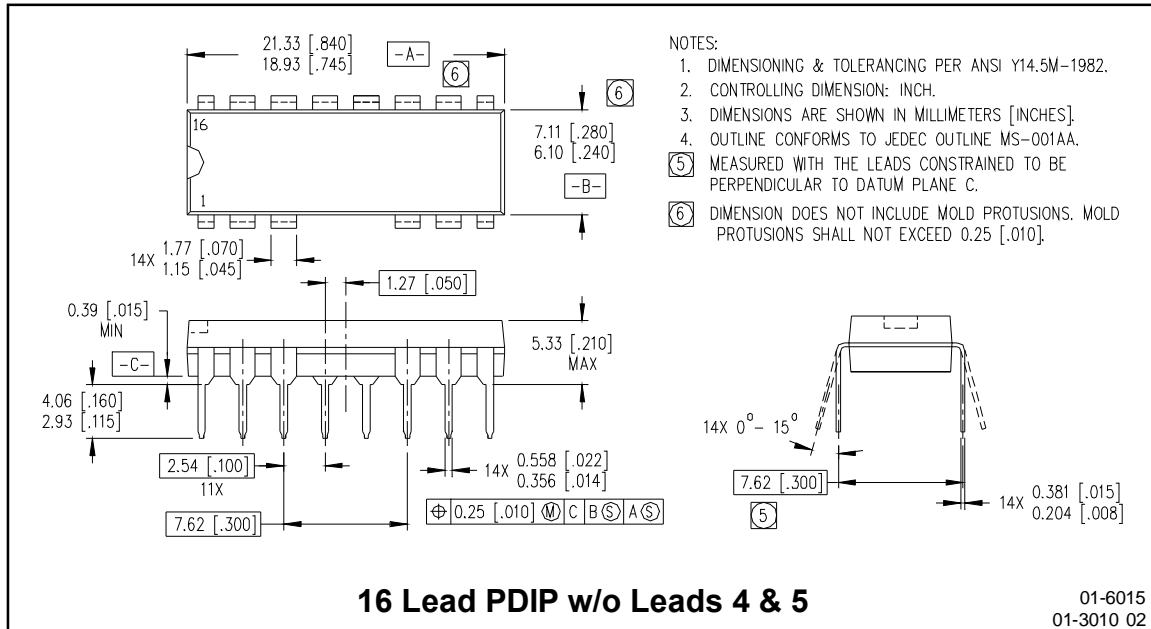 21.33 [.840]
18.93 [.745]
-A-
6
6
16
1
7.11 [.280]
6.10 [.240]
-B-
NOTES:
1. DIMENSIONING & TOLERANCING PER ANSI Y14.5M-1982.
2. CONTROLLING DIMENSION: INCH.
3. DIMENSIONS ARE SHOWN IN MILLIMETERS [INCHES].
4. OUTLINE CONFORMS TO JEDEC OUTLINE MS-001AA.
5 MEASURED WITH THE LEADS CONSTRAINED TO BE
PERPENDICULAR TO DATUM PLANE C.
6 DIMENSION DOES NOT INCLUDE MOLD PROTUSIONS. MOLD
PROTUSIONS SHALL NOT EXCEED 0.25 [.010].
14X 1.77 [.070]
1.15 [.045]
1.27 [.050]
0.39 [.015]
MIN
-C-
5.33 [.210]
MAX
4.06 [.160]
2.93 [.115]
2.54 [.100]
11X
14X 0.558 [.022]
0.356 [.014]
⌖ 0.25 [.010] Ⓜ C BⓈ AⓈ
7.62 [.300]
14X 0°- 15°
7.62 [.300]
5
14X 0.381 [.015]
0.204 [.008]
16 Lead PDIP w/o Leads 4 & 5
01-6015
01-3010 02